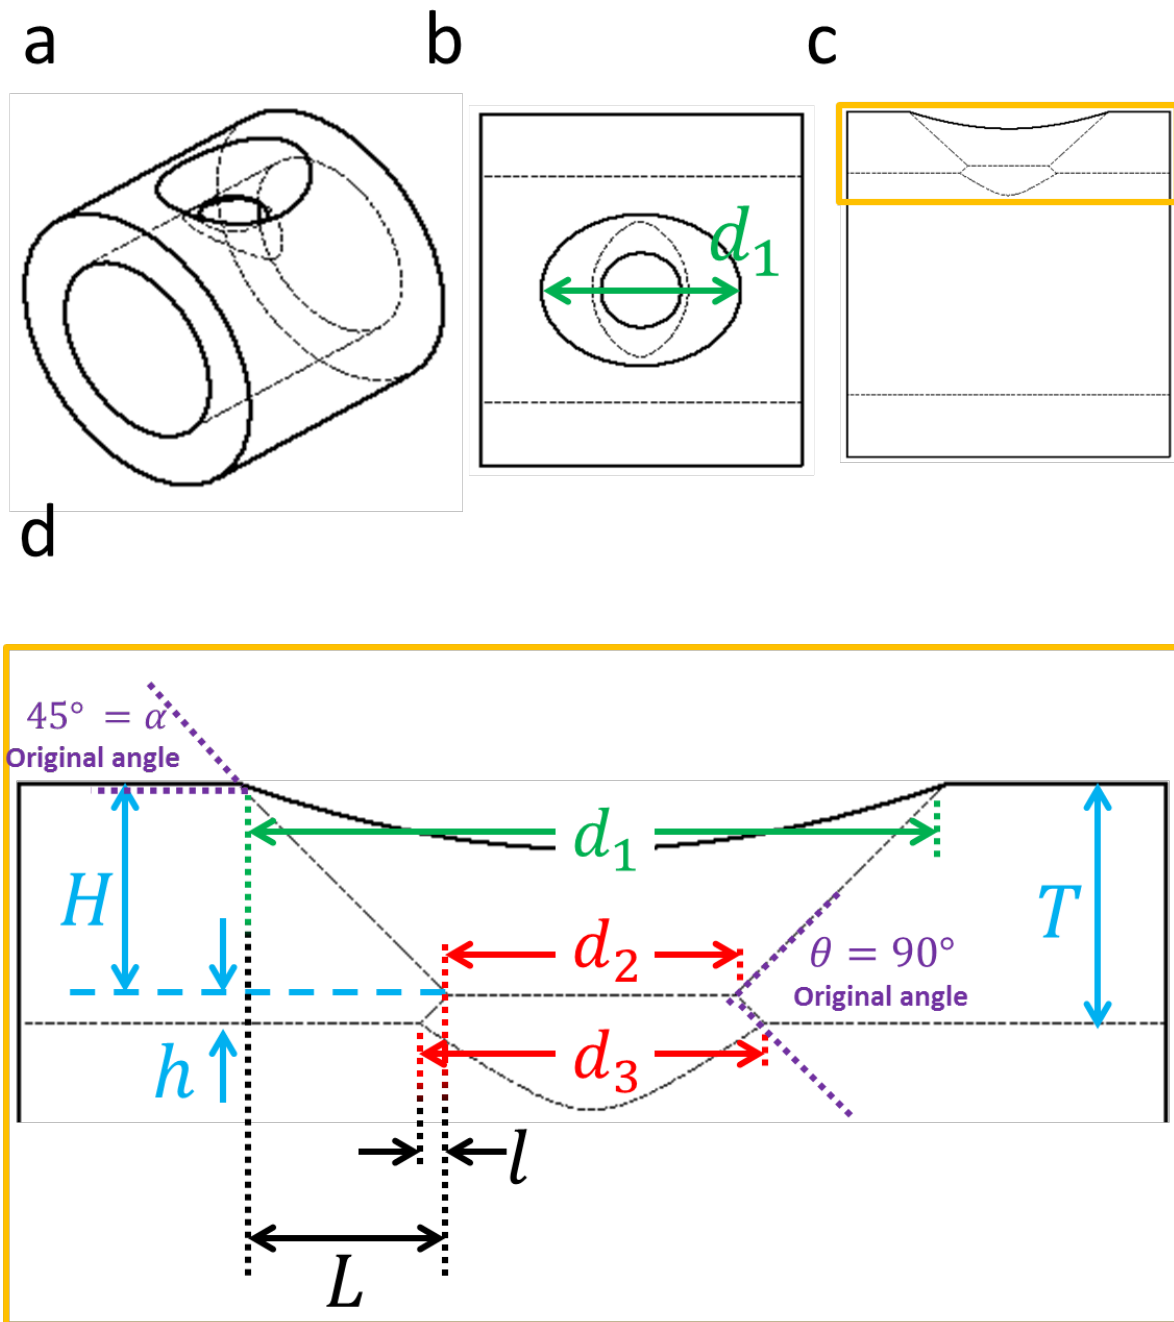 a
b
c
d₁
d
45° = α
Original angle
d₁
H
T
d₂
θ = 90°
Original angle
h
d₃
l
L